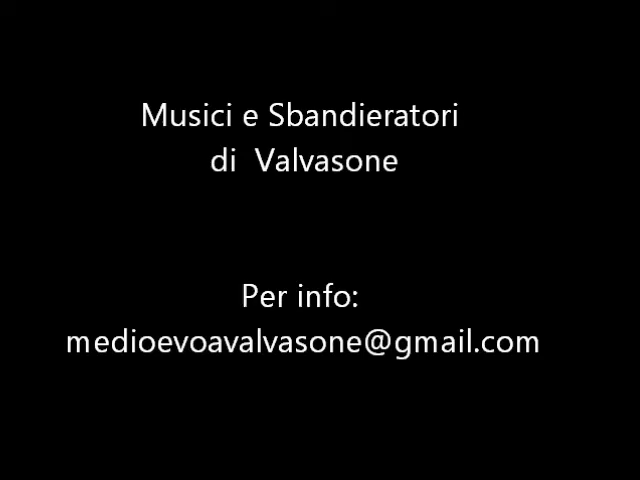 Musici e Sbandieratori
di Valvasone
Per info:
medioevoavalvasone@gmail.com